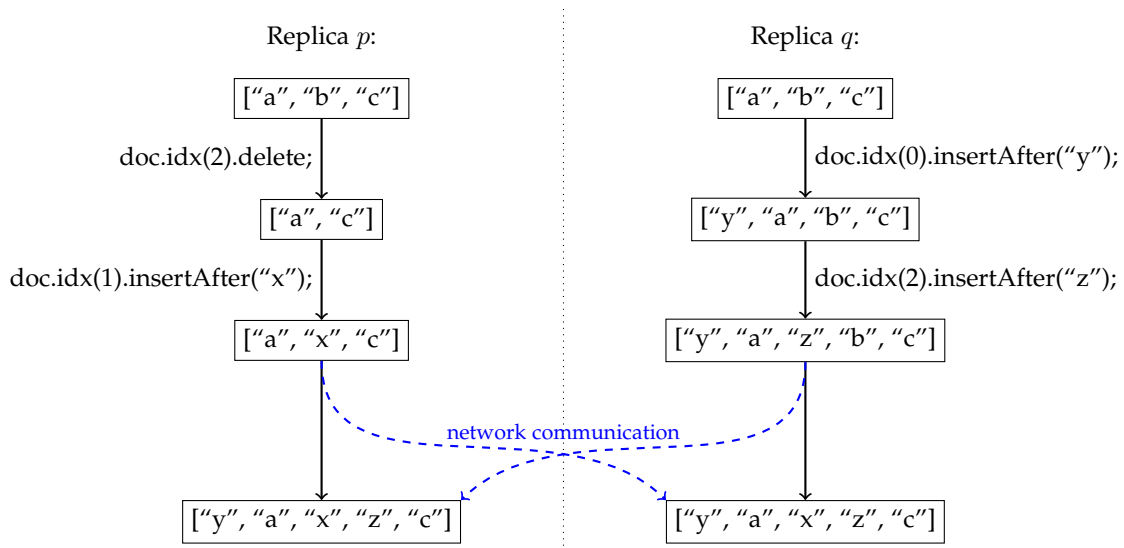 Replica p:
Replica q:
[“a”, “b”, “c”]
[“a”, “b”, “c”]
doc.idx(2).delete;
doc.idx(0).insertAfter(“y”);
[“a”, “c”]
[“y”, “a”, “b”, “c”]
doc.idx(1).insertAfter(“x”);
doc.idx(2).insertAfter(“z”);
[“a”, “x”, “c”]
[“y”, “a”, “z”, “b”, “c”]
network communication
[“y”, “a”, “x”, “z”, “c”]
[“y”, “a”, “x”, “z”, “c”]